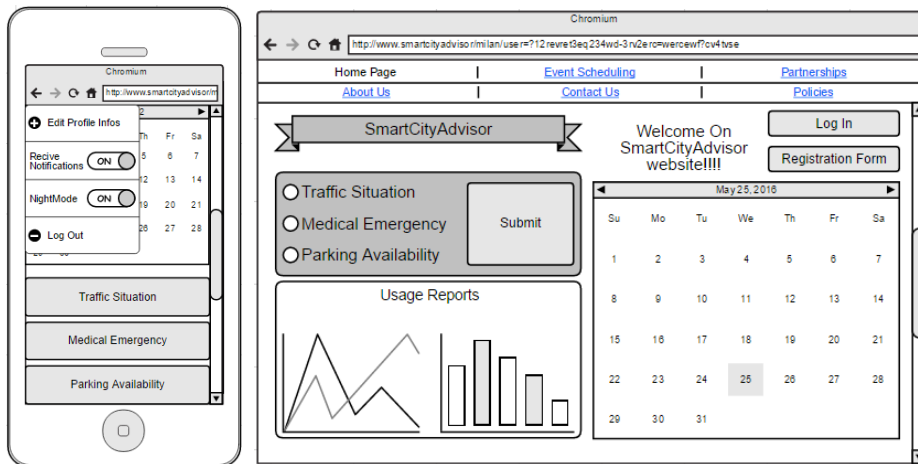 Chromium
http://www.smartcityadvisor/m
2
Edit Profile Infos
Th Fr Sa
Recive
Notifications
ON
5 6 7
12 13 14
NightMode
ON
19 20 21
26 27 28
Log Out
Traffic Situation
Medical Emergency
Parking Availability
Chromium
http://www.smartcityadvisor/milan/user=?12revret3eq234wd-3rv2erc=wercewf?cv4tvse
Home Page | Event Scheduling | Partnerships
About Us | Contact Us | Policies
SmartCityAdvisor
Welcome On
SmartCityAdvisor
website!!!!
Log In
Registration Form
Traffic Situation
Medical Emergency
Parking Availability
Submit
Usage Reports
May 25, 2016
Su Mo Tu We Th Fr Sa
1 2 3 4 5 6 7
8 9 10 11 12 13 14
15 16 17 18 19 20 21
22 23 24 25 26 27 28
29 30 31